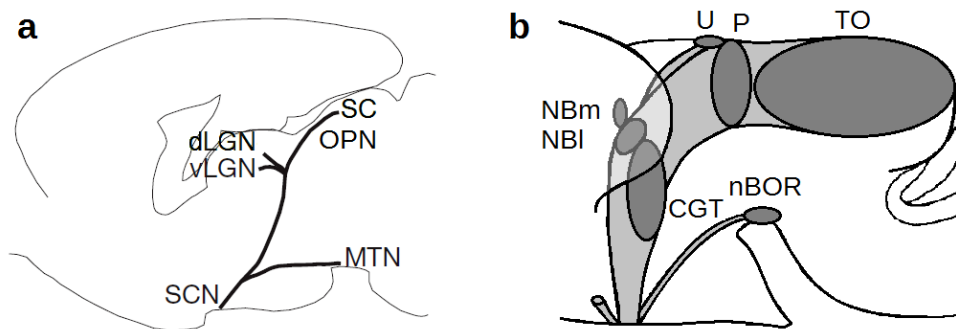 a
SC
dLGN
OPN
vLGN
MTN
SCN
b
U P TO
NBm
NBl
nBOR
CGT